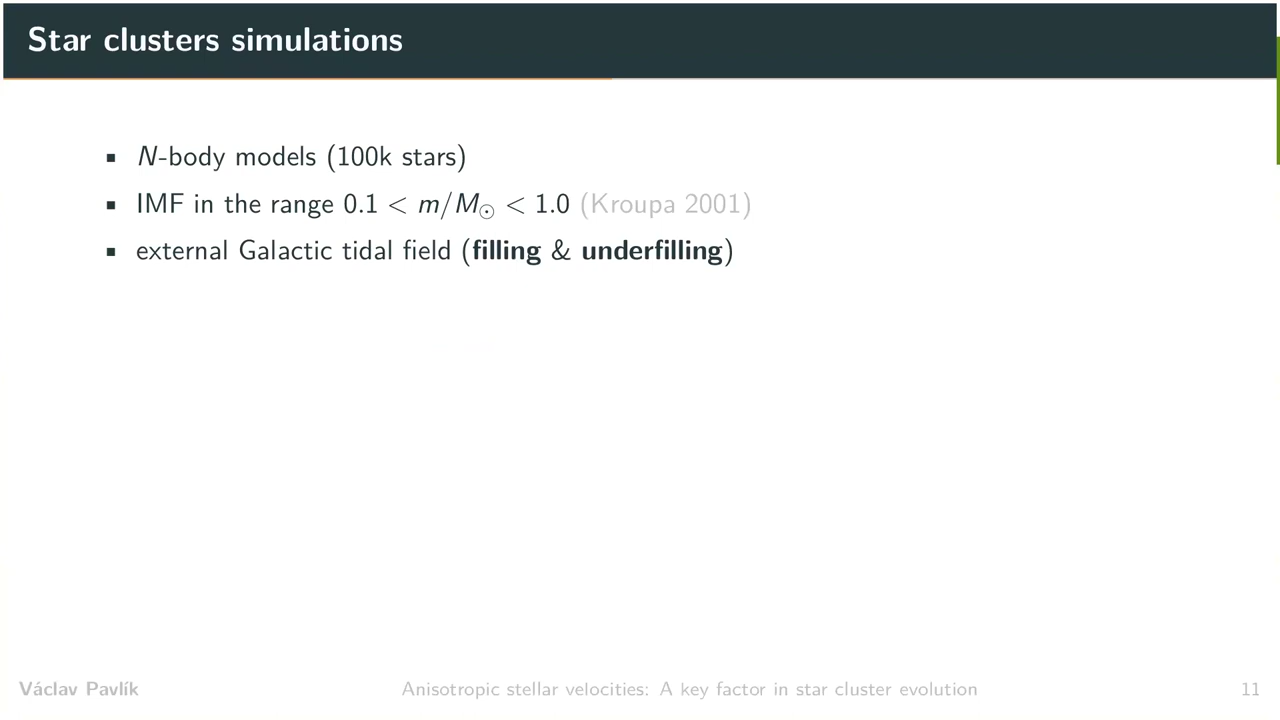 Star clusters simulations
▪ N-body models (100k stars)
▪ IMF in the range 0.1 < m/M⊙ < 1.0 (Kroupa 2001)
▪ external Galactic tidal field (filling & underfilling)
Václav Pavlík Anisotropic stellar velocities: A key factor in star cluster evolution 11